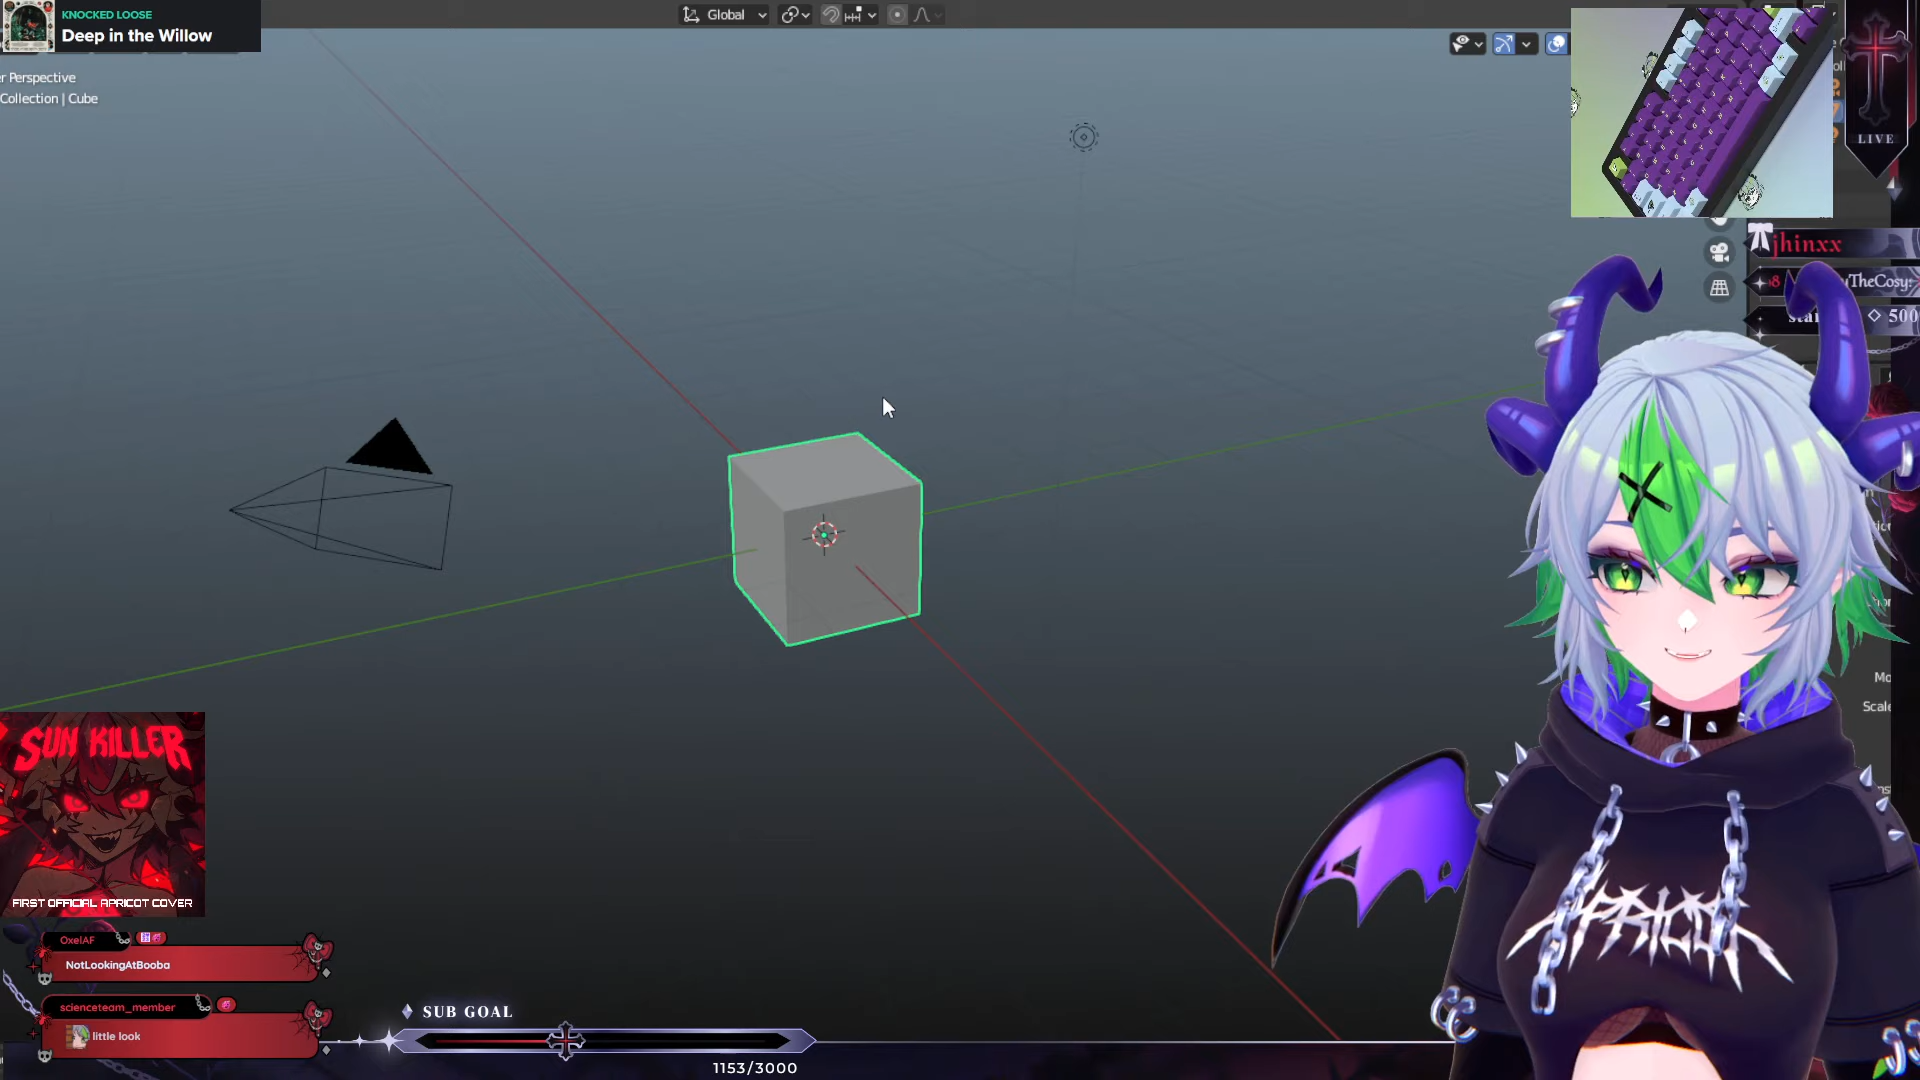 KNOCKED LOOSE
Deep in the Willow
Global
r Perspective
Collection | Cube
LIVE
jhinxx
TheCosy
500
Mo
Scale
APRICOT
SUN KILLER
FIRST OFFICIAL APRICOT COVER
OxelAF
NotLookingAtBooba
scienceteam_member
little look
SUB GOAL
1153/3000